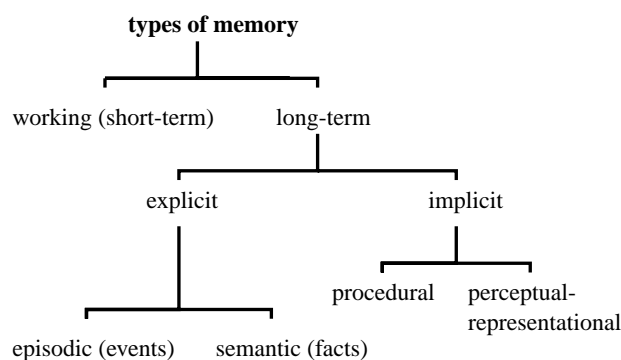 types of memory
working (short-term) long-term
explicit implicit
procedural perceptual-
representational
episodic (events) semantic (facts)